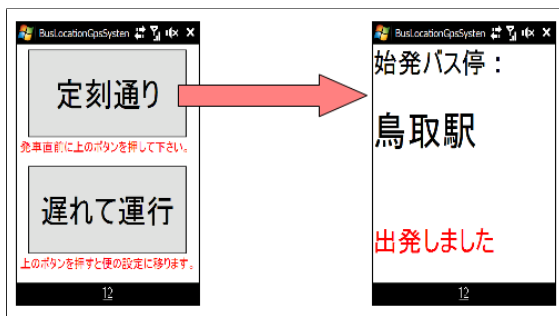 BusLocationGpsSysten
定刻通り
発車直前に上のボタンを押して下さい。
遅れて運行
上のボタンを押すと便の設定に移ります。
12
BusLocationGpsSysten
始発バス停：
鳥取駅
出発しました
12